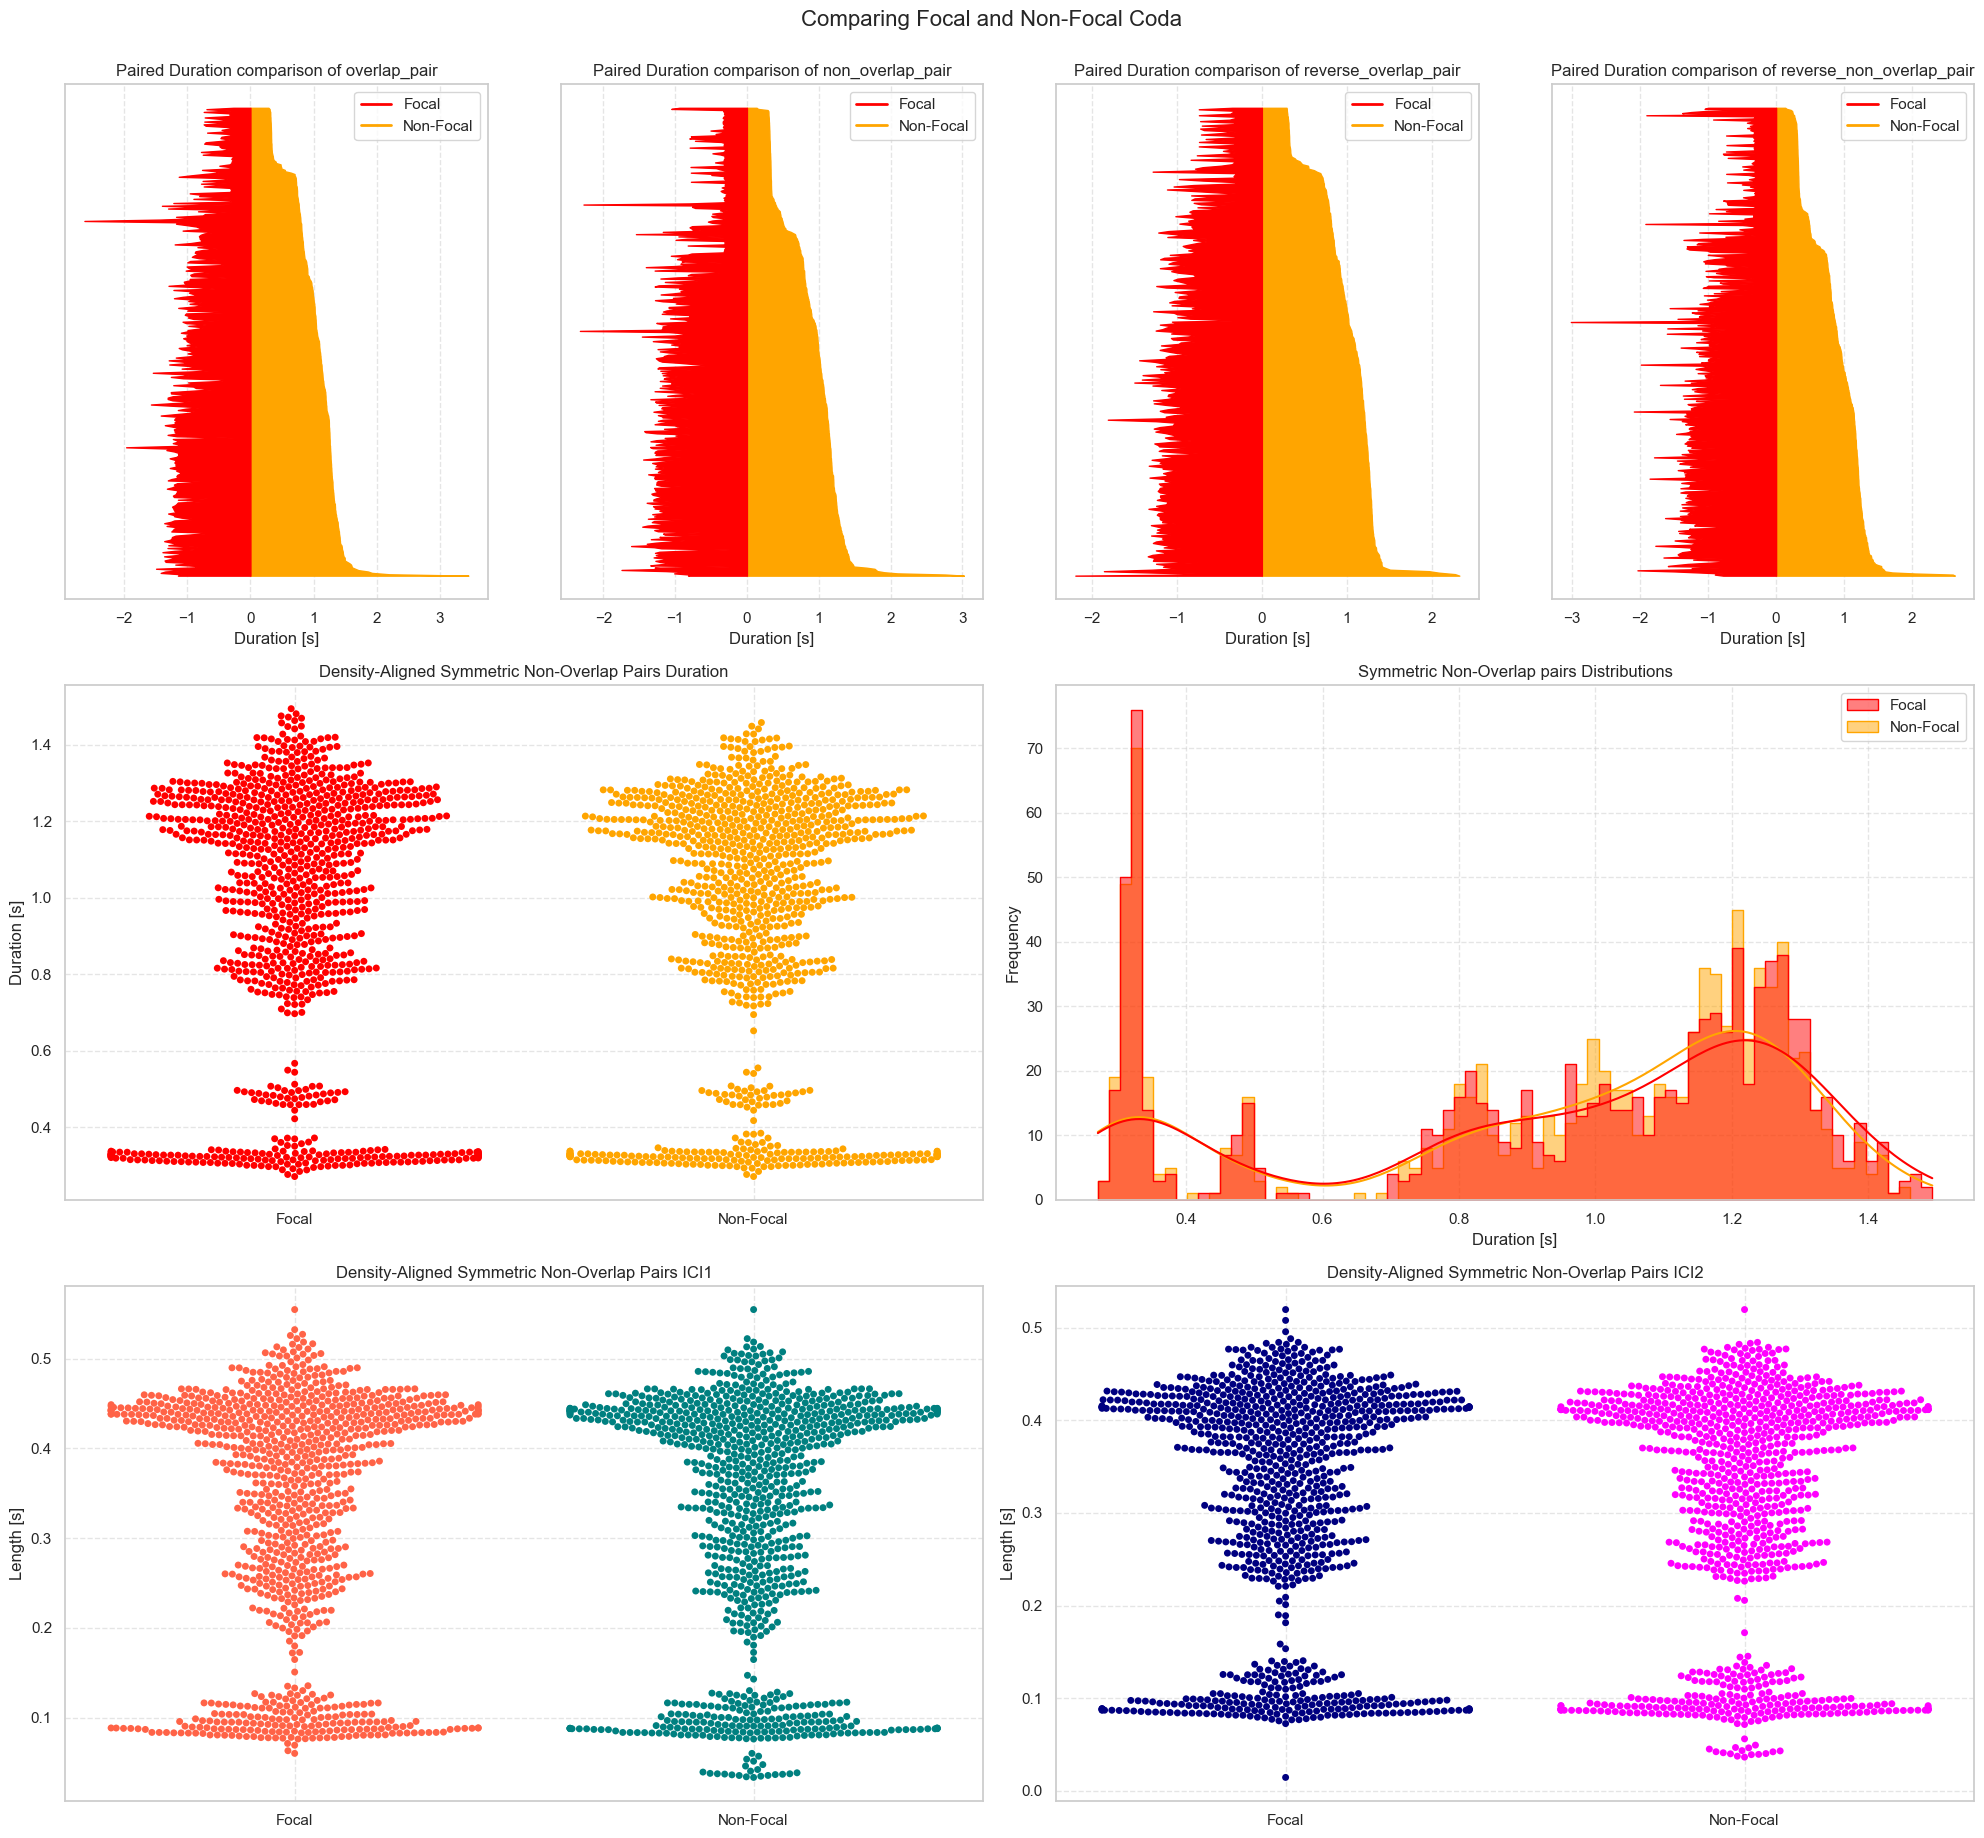 Comparing Focal and Non-Focal Coda
Paired Duration comparison of overlap_pair
Focal
Non-Focal
−2 −1 0 1 2 3
Duration [s]
Paired Duration comparison of non_overlap_pair
Focal
Non-Focal
−2 −1 0 1 2 3
Duration [s]
Paired Duration comparison of reverse_overlap_pair
Focal
Non-Focal
−2 −1 0 1 2
Duration [s]
Paired Duration comparison of reverse_non_overlap_pair
Focal
Non-Focal
−3 −2 −1 0 1 2
Duration [s]
Density-Aligned Symmetric Non-Overlap Pairs Duration
Duration [s]
1.4
1.2
1.0
0.8
0.6
0.4
Focal Non-Focal
Symmetric Non-Overlap pairs Distributions
Focal
Non-Focal
Frequency
70
60
50
40
30
20
10
0
0.4 0.6 0.8 1.0 1.2 1.4
Duration [s]
Density-Aligned Symmetric Non-Overlap Pairs ICI1
Length [s]
0.5
0.4
0.3
0.2
0.1
Focal Non-Focal
Density-Aligned Symmetric Non-Overlap Pairs ICI2
Length [s]
0.5
0.4
0.3
0.2
0.1
0.0
Focal Non-Focal